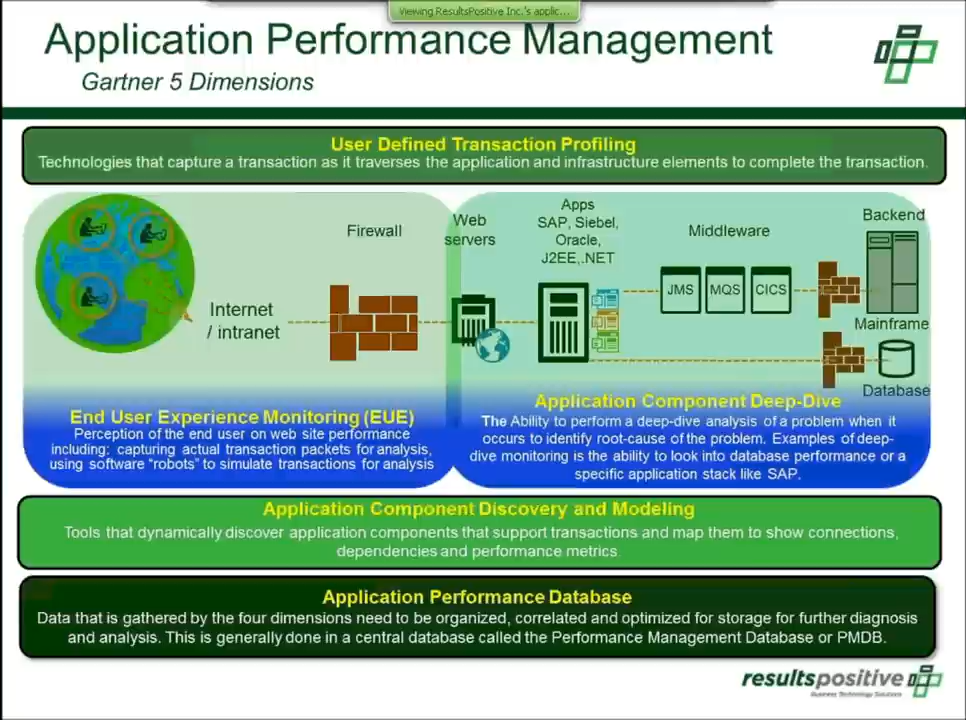 Viewing ResultsPositive Inc.'s applic...
Application Performance Management
Gartner 5 Dimensions
User Defined Transaction Profiling
Technologies that capture a transaction as it traverses the application and infrastructure elements to complete the transaction.
Internet
/ intranet
Firewall
Web
servers
Apps
SAP, Siebel,
Oracle,
J2EE,.NET
Middleware
JMS
MQS
CICS
Backend
Mainframe
Database
End User Experience Monitoring (EUE)
Perception of the end user on web site performance
including: capturing actual transaction packets for analysis,
using software “robots” to simulate transactions for analysis
Application Component Deep-Dive
The Ability to perform a deep-dive analysis of a problem when it
occurs to identify root-cause of the problem. Examples of deep-
dive monitoring is the ability to look into database performance or a
specific application stack like SAP.
Application Component Discovery and Modeling
Tools that dynamically discover application components that support transactions and map them to show connections,
dependencies and performance metrics
Application Performance Database
Data that is gathered by the four dimensions need to be organized, correlated and optimized for storage for further diagnosis
and analysis. This is generally done in a central database called the Performance Management Database or PMDB.
resultspositive
Business Technology Solutions